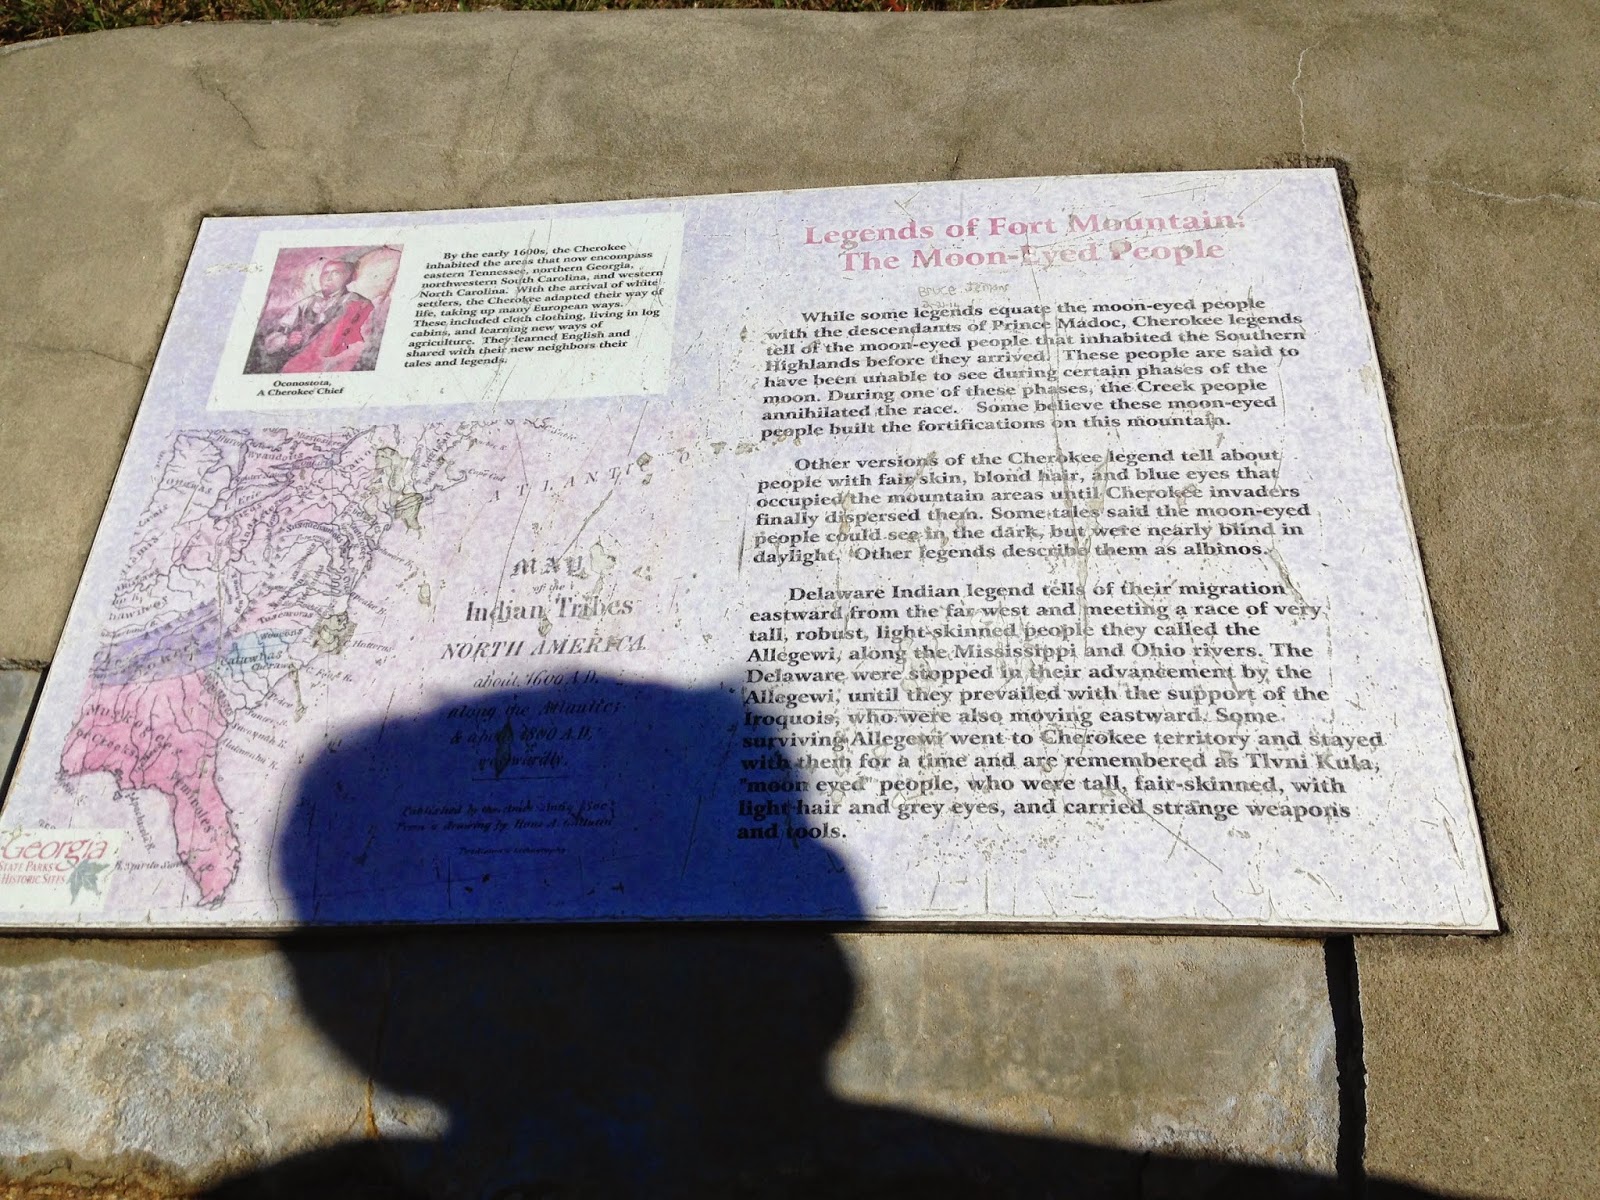 By the early 1600s, the Cherokee
inhabited the areas that now encompass
eastern Tennessee, northern Georgia,
northwestern South Carolina, and western
North Carolina. With the arrival of white
settlers, the Cherokee adapted their way of
life, taking up many European ways.
These included cloth clothing, living in log
cabins, and learning new ways of
agriculture. They learned English and
shared with their new neighbors their
tales and legends.
Oconostota,
A Cherokee Chief
ATLANTIC O
MAP
of the
Indian Tribes
NORTH AMERICA
about 1600 A.D.
along the Atlantic:
& about 1800 A.D.
westwardly.
Catawbas
Seminoles
Georgia
STATE PARKS &
HISTORIC SITES
Legends of Fort Mountain:
The Moon-Eyed People
Bruce
While some legends equate the moon-eyed people
with the descendants of Prince Madoc, Cherokee legends
tell of the moon-eyed people that inhabited the Southern
Highlands before they arrived. These people are said to
have been unable to see during certain phases of the
moon. During one of these phases, the Creek people
annihilated the race. Some believe these moon-eyed
people built the fortifications on this mountain.
Other versions of the Cherokee legend tell about
people with fair skin, blond hair, and blue eyes that
occupied the mountain areas until Cherokee invaders
finally dispersed them. Some tales said the moon-eyed
people could see in the dark, but were nearly blind in
daylight. Other legends describe them as albinos.
Delaware Indian legend tells of their migration
eastward from the far west and meeting a race of very
tall, robust, light-skinned people they called the
Allegewi, along the Mississippi and Ohio rivers. The
Delaware were stopped in their advancement by the
Allegewi, until they prevailed with the support of the
Iroquois, who were also moving eastward. Some
surviving Allegewi went to Cherokee territory and stayed
with them for a time and are remembered as Tlvni Kula,
"moon eyed" people, who were tall, fair-skinned, with
light hair and grey eyes, and carried strange weapons
and tools.